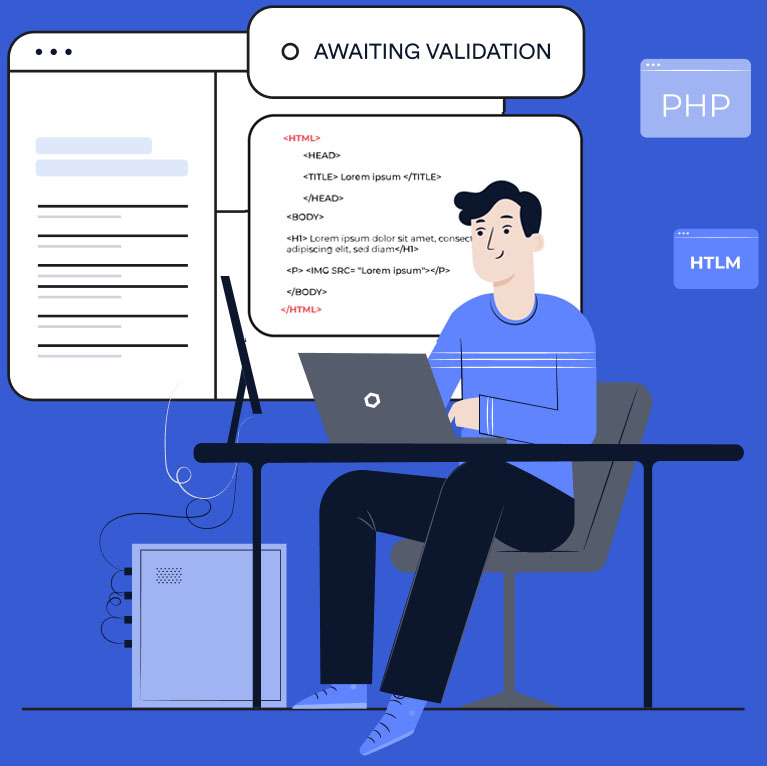 AWAITING VALIDATION
PHP
<HTML>
<HEAD>
<TITLE> Lorem ipsum </TITLE>
</HEAD>
<BODY>
<H1> Lorem ipsum dolor sit amet, consect
adipiscing elit, sed diam</H1>
<P> <IMG SRC= "Lorem ipsum"></P>
</BODY>
</HTML>
HTLM